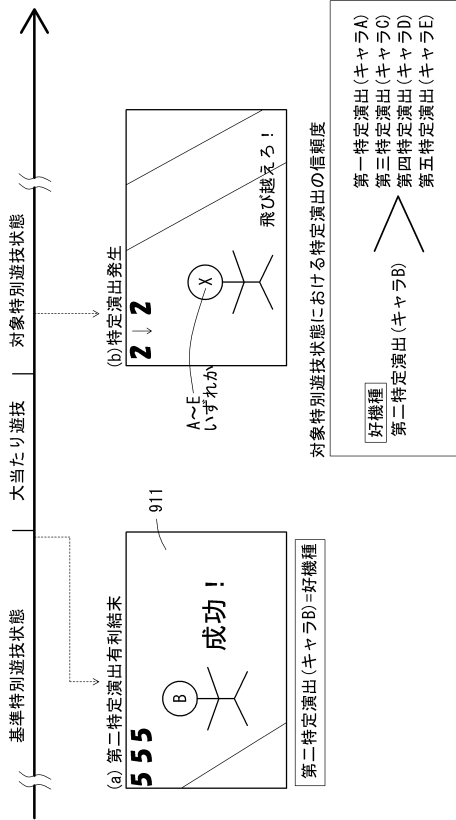 基準特別遊技状態
大当たり遊技
対象特別遊技状態
(a) 第二特定演出有利結末
555
B
成功！
911
第二特定演出(キャラB)=好機種
(b)特定演出発生
2↓2
X
飛び越えろ！
A～E
いずれか
対象特別遊技状態における特定演出の信頼度
好機種
第二特定演出(キャラB)
＞
第一特定演出(キャラA)
第三特定演出(キャラC)
第四特定演出(キャラD)
第五特定演出(キャラE)